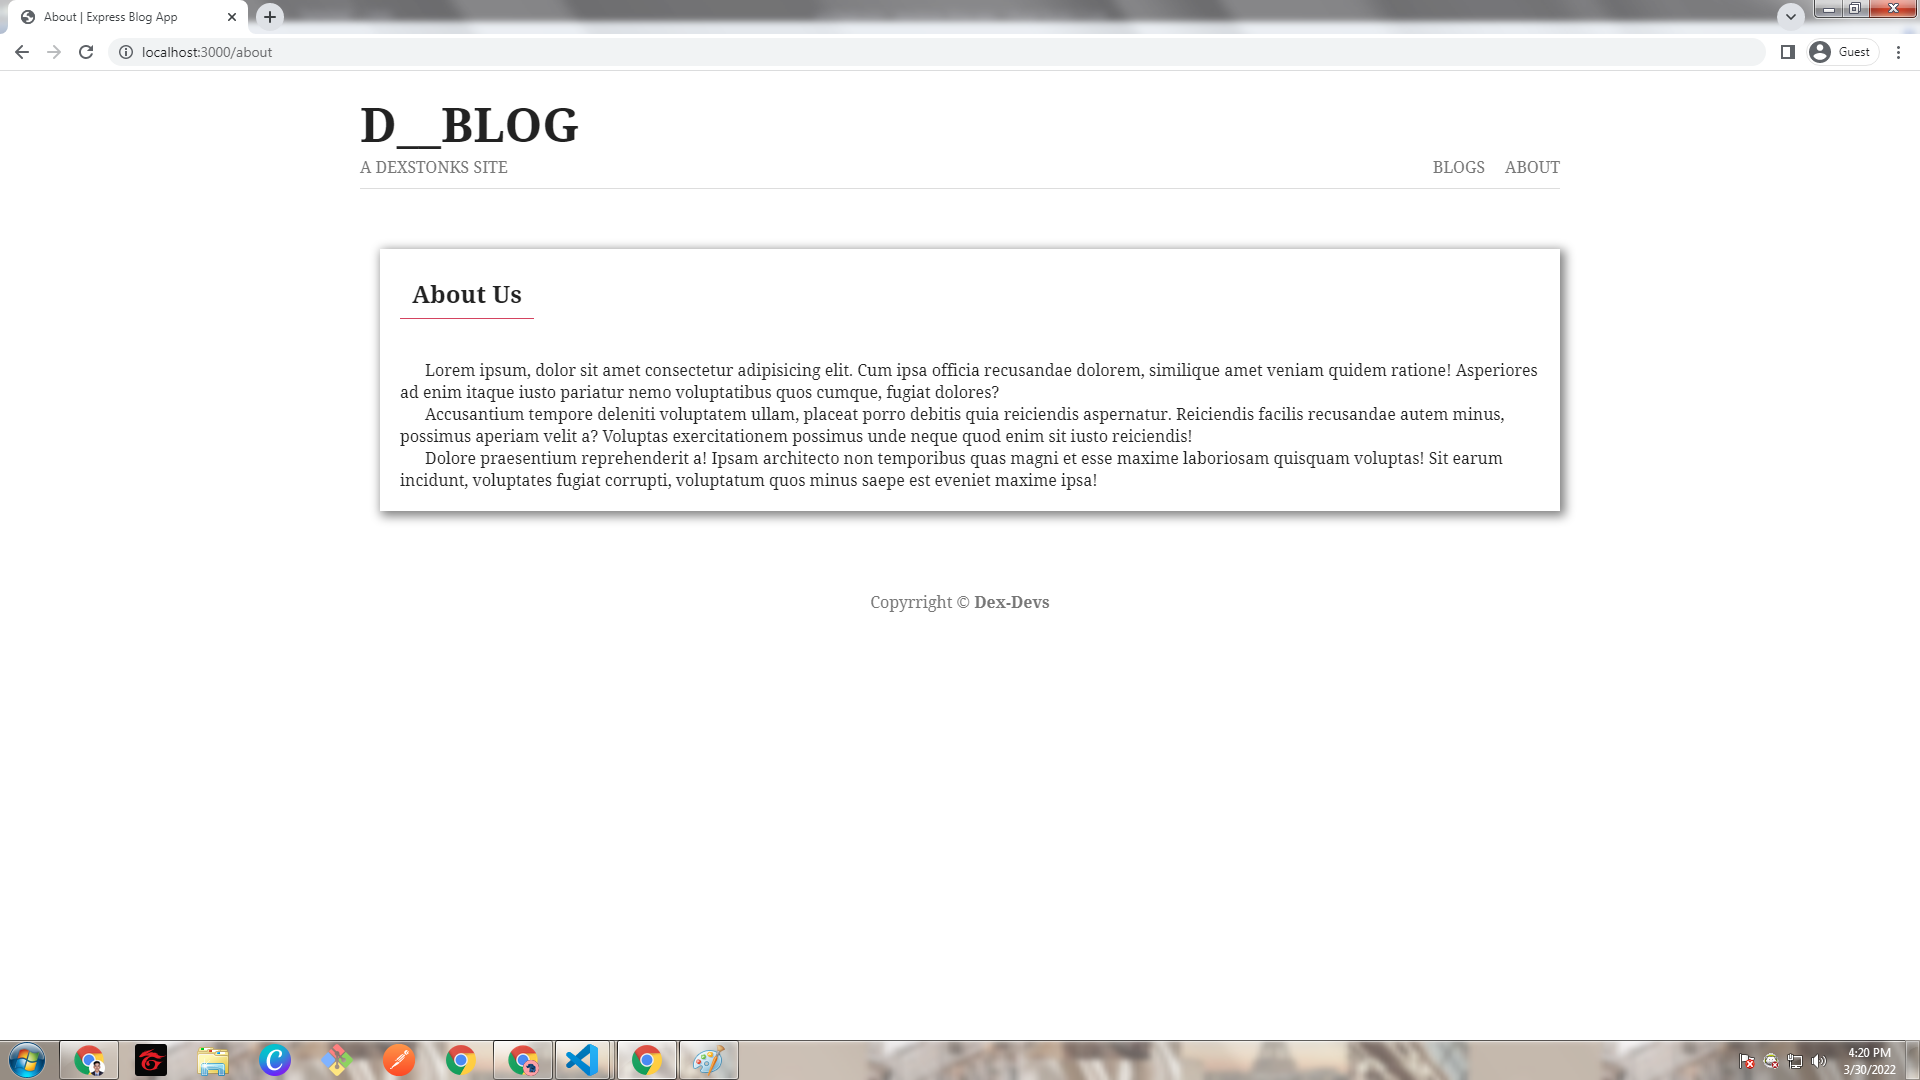 About | Express Blog App
localhost:3000/about
Guest
D__BLOG
A DEXSTONKS SITE
BLOGS ABOUT
About Us
Lorem ipsum, dolor sit amet consectetur adipisicing elit. Cum ipsa officia recusandae dolorem, similique amet veniam quidem ratione! Asperiores
ad enim itaque iusto pariatur nemo voluptatibus quos cumque, fugiat dolores?
Accusantium tempore deleniti voluptatem ullam, placeat porro debitis quia reiciendis aspernatur. Reiciendis facilis recusandae autem minus,
possimus aperiam velit a? Voluptas exercitationem possimus unde neque quod enim sit iusto reiciendis!
Dolore praesentium reprehenderit a! Ipsam architecto non temporibus quas magni et esse maxime laboriosam quisquam voluptas! Sit earum
incidunt, voluptates fugiat corrupti, voluptatum quos minus saepe est eveniet maxime ipsa!
Copyrright © Dex-Devs
4:20 PM
3/30/2022